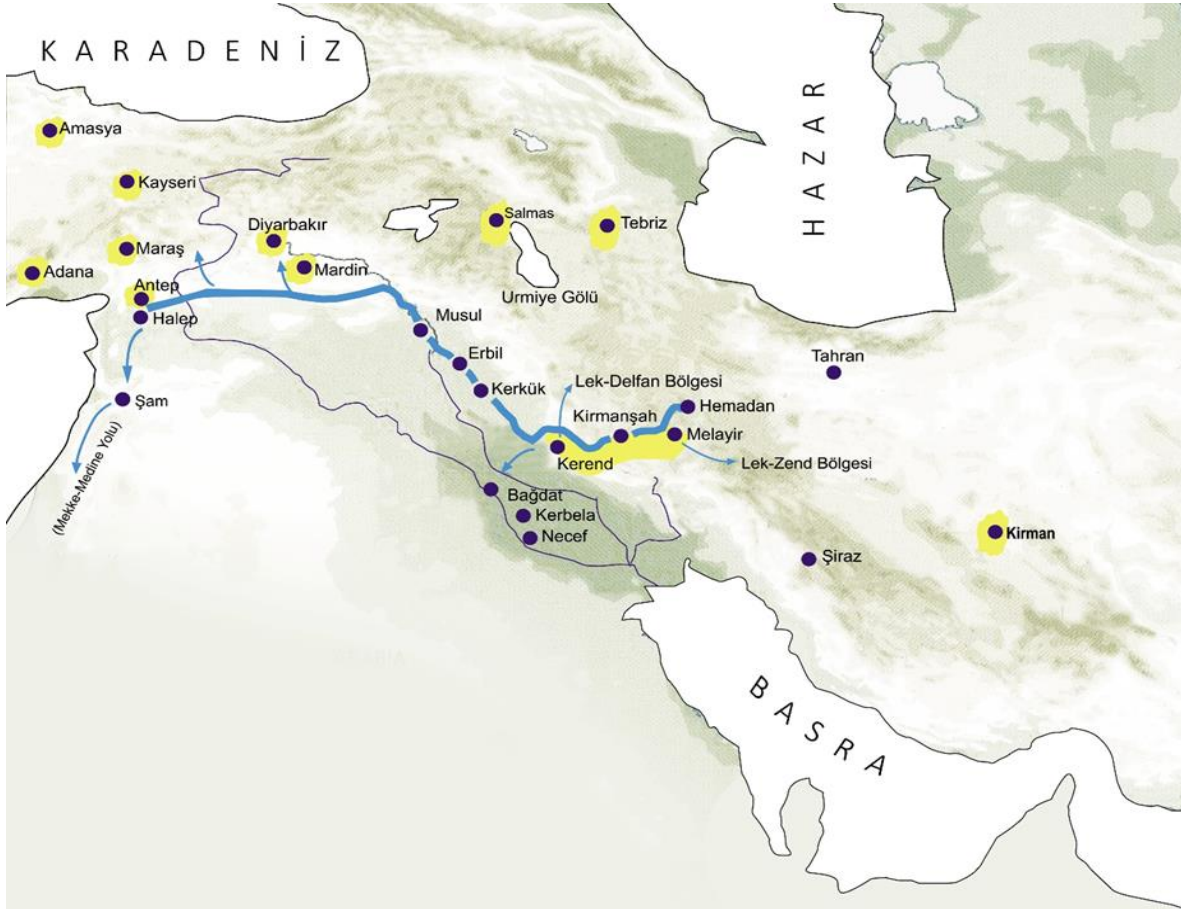 KARADENİZ
HAZAR
Amasya
Kayseri
Diyarbakır
Salmas
Tebriz
Maraş
Mardin
Adana
Antep
Urmiye Gölü
Halep
Musul
Erbil
Tahran
Kerkük
Lek-Delfan Bölgesi
Şam
Kirmanşah
Hemadan
Melayir
Kerend
Lek-Zend Bölgesi
(Mekke-Medine Yolu)
Bağdat
Kerbela
Necef
Kirman
Şiraz
BASRA